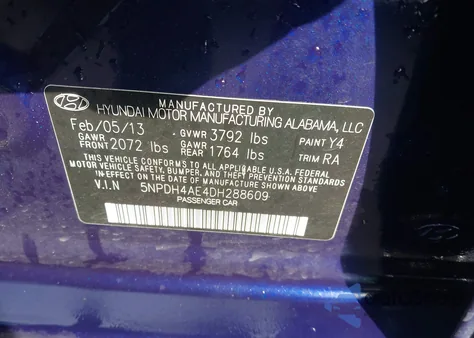 MANUFACTURED BY
HYUNDAI MOTOR MANUFACTURING ALABAMA, LLC
Feb/05/13 GVWR 3792 lbs PAINT Y4
GAWR FRONT 2072 lbs GAWR REAR 1764 lbs TRIM RA
THIS VEHICLE CONFORMS TO ALL APPLICABLE U.S.A. FEDERAL
MOTOR VEHICLE SAFETY, BUMPER, AND THEFT PREVENTION STANDARDS
IN EFFECT ON THE DATE OF MANUFACTURE SHOWN ABOVE.
V.I.N 5NPDH4AE4DH288609
PASSENGER CAR